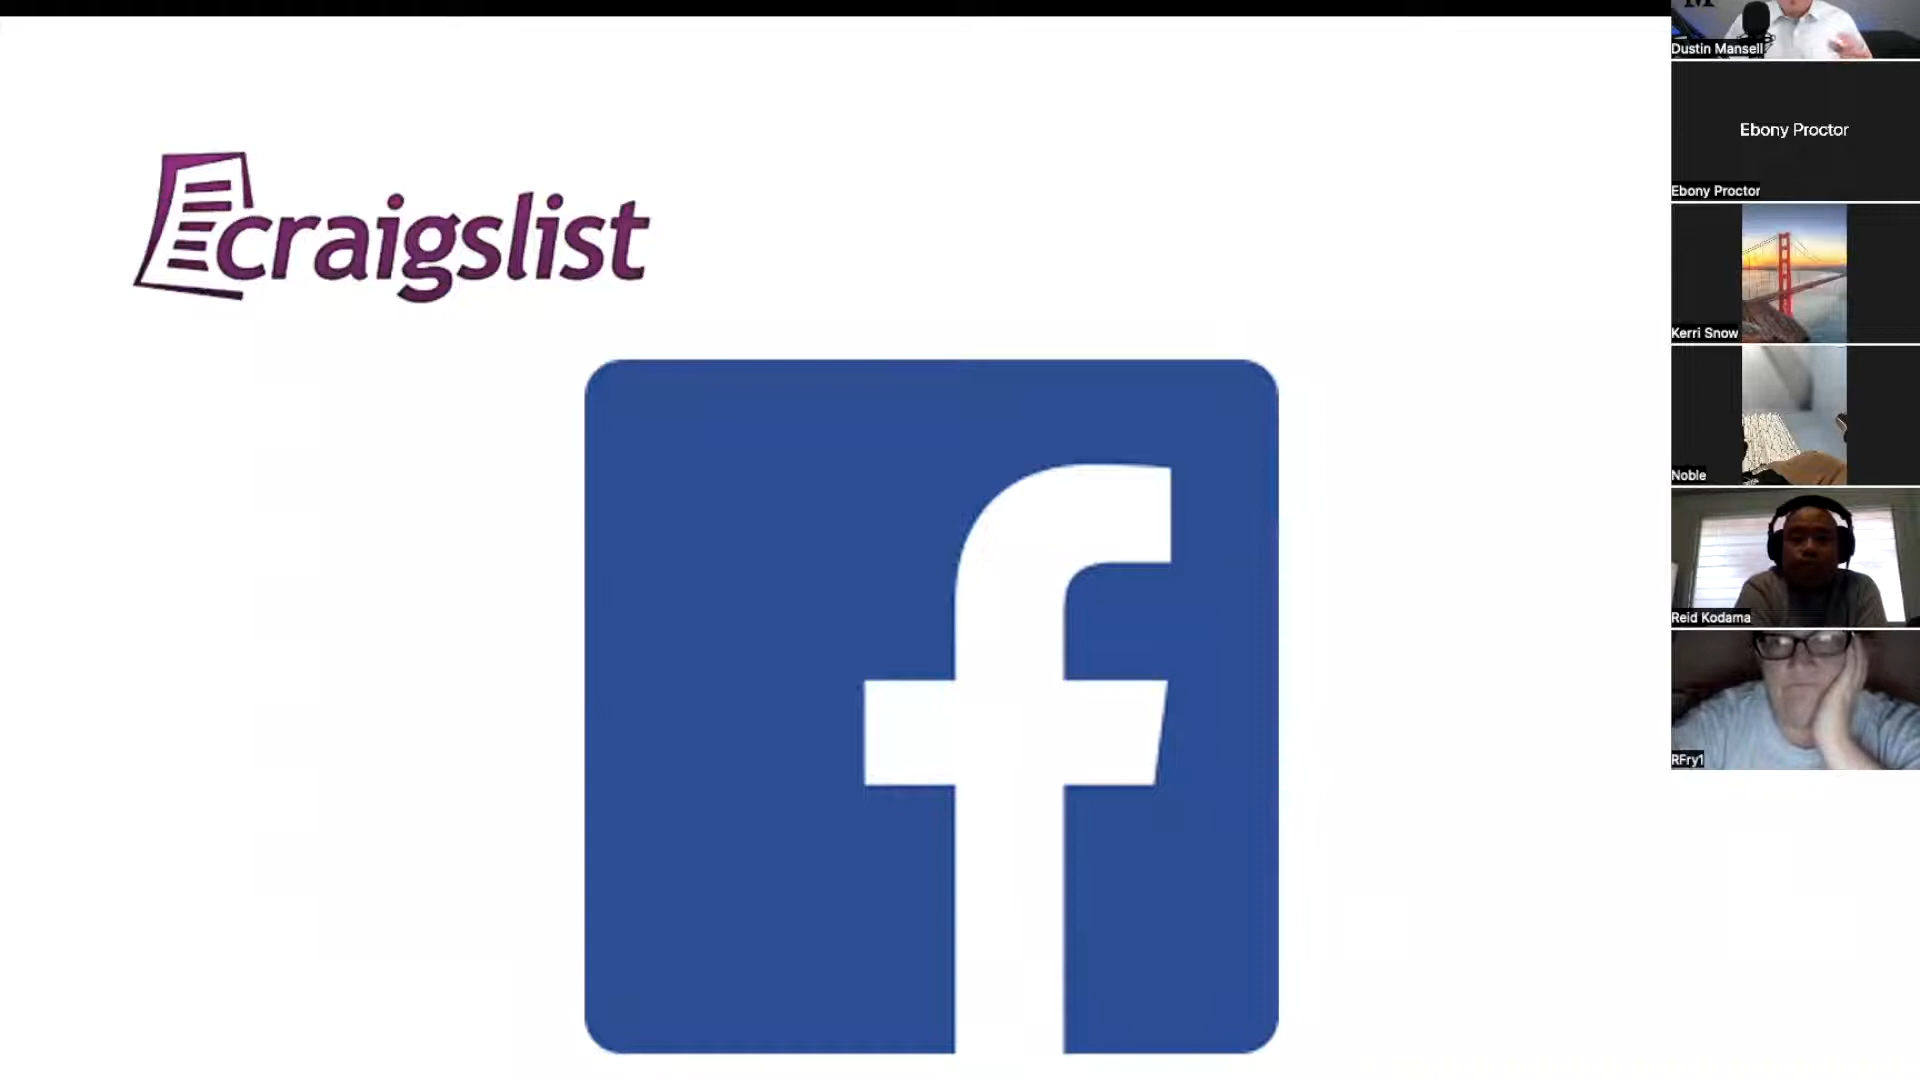 craigslist
f
M
Dustin Mansell
Ebony Proctor
Ebony Proctor
Kerri Snow
Noble
Reid Kodama
RFry1